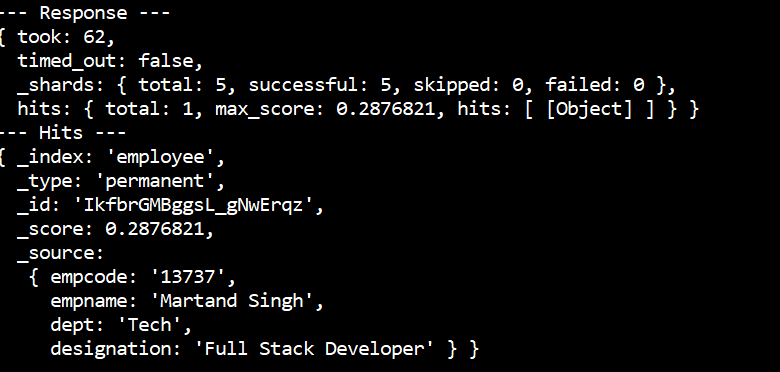 --- Response ---
{ took: 62,
  timed_out: false,
  _shards: { total: 5, successful: 5, skipped: 0, failed: 0 },
  hits: { total: 1, max_score: 0.2876821, hits: [ [Object] ] } }
--- Hits ---
{ _index: 'employee',
  _type: 'permanent',
  _id: 'IkfbrGMBggsL_gNwErqz',
  _score: 0.2876821,
  _source:
   { empcode: '13737',
     empname: 'Martand Singh',
     dept: 'Tech',
     designation: 'Full Stack Developer' } }